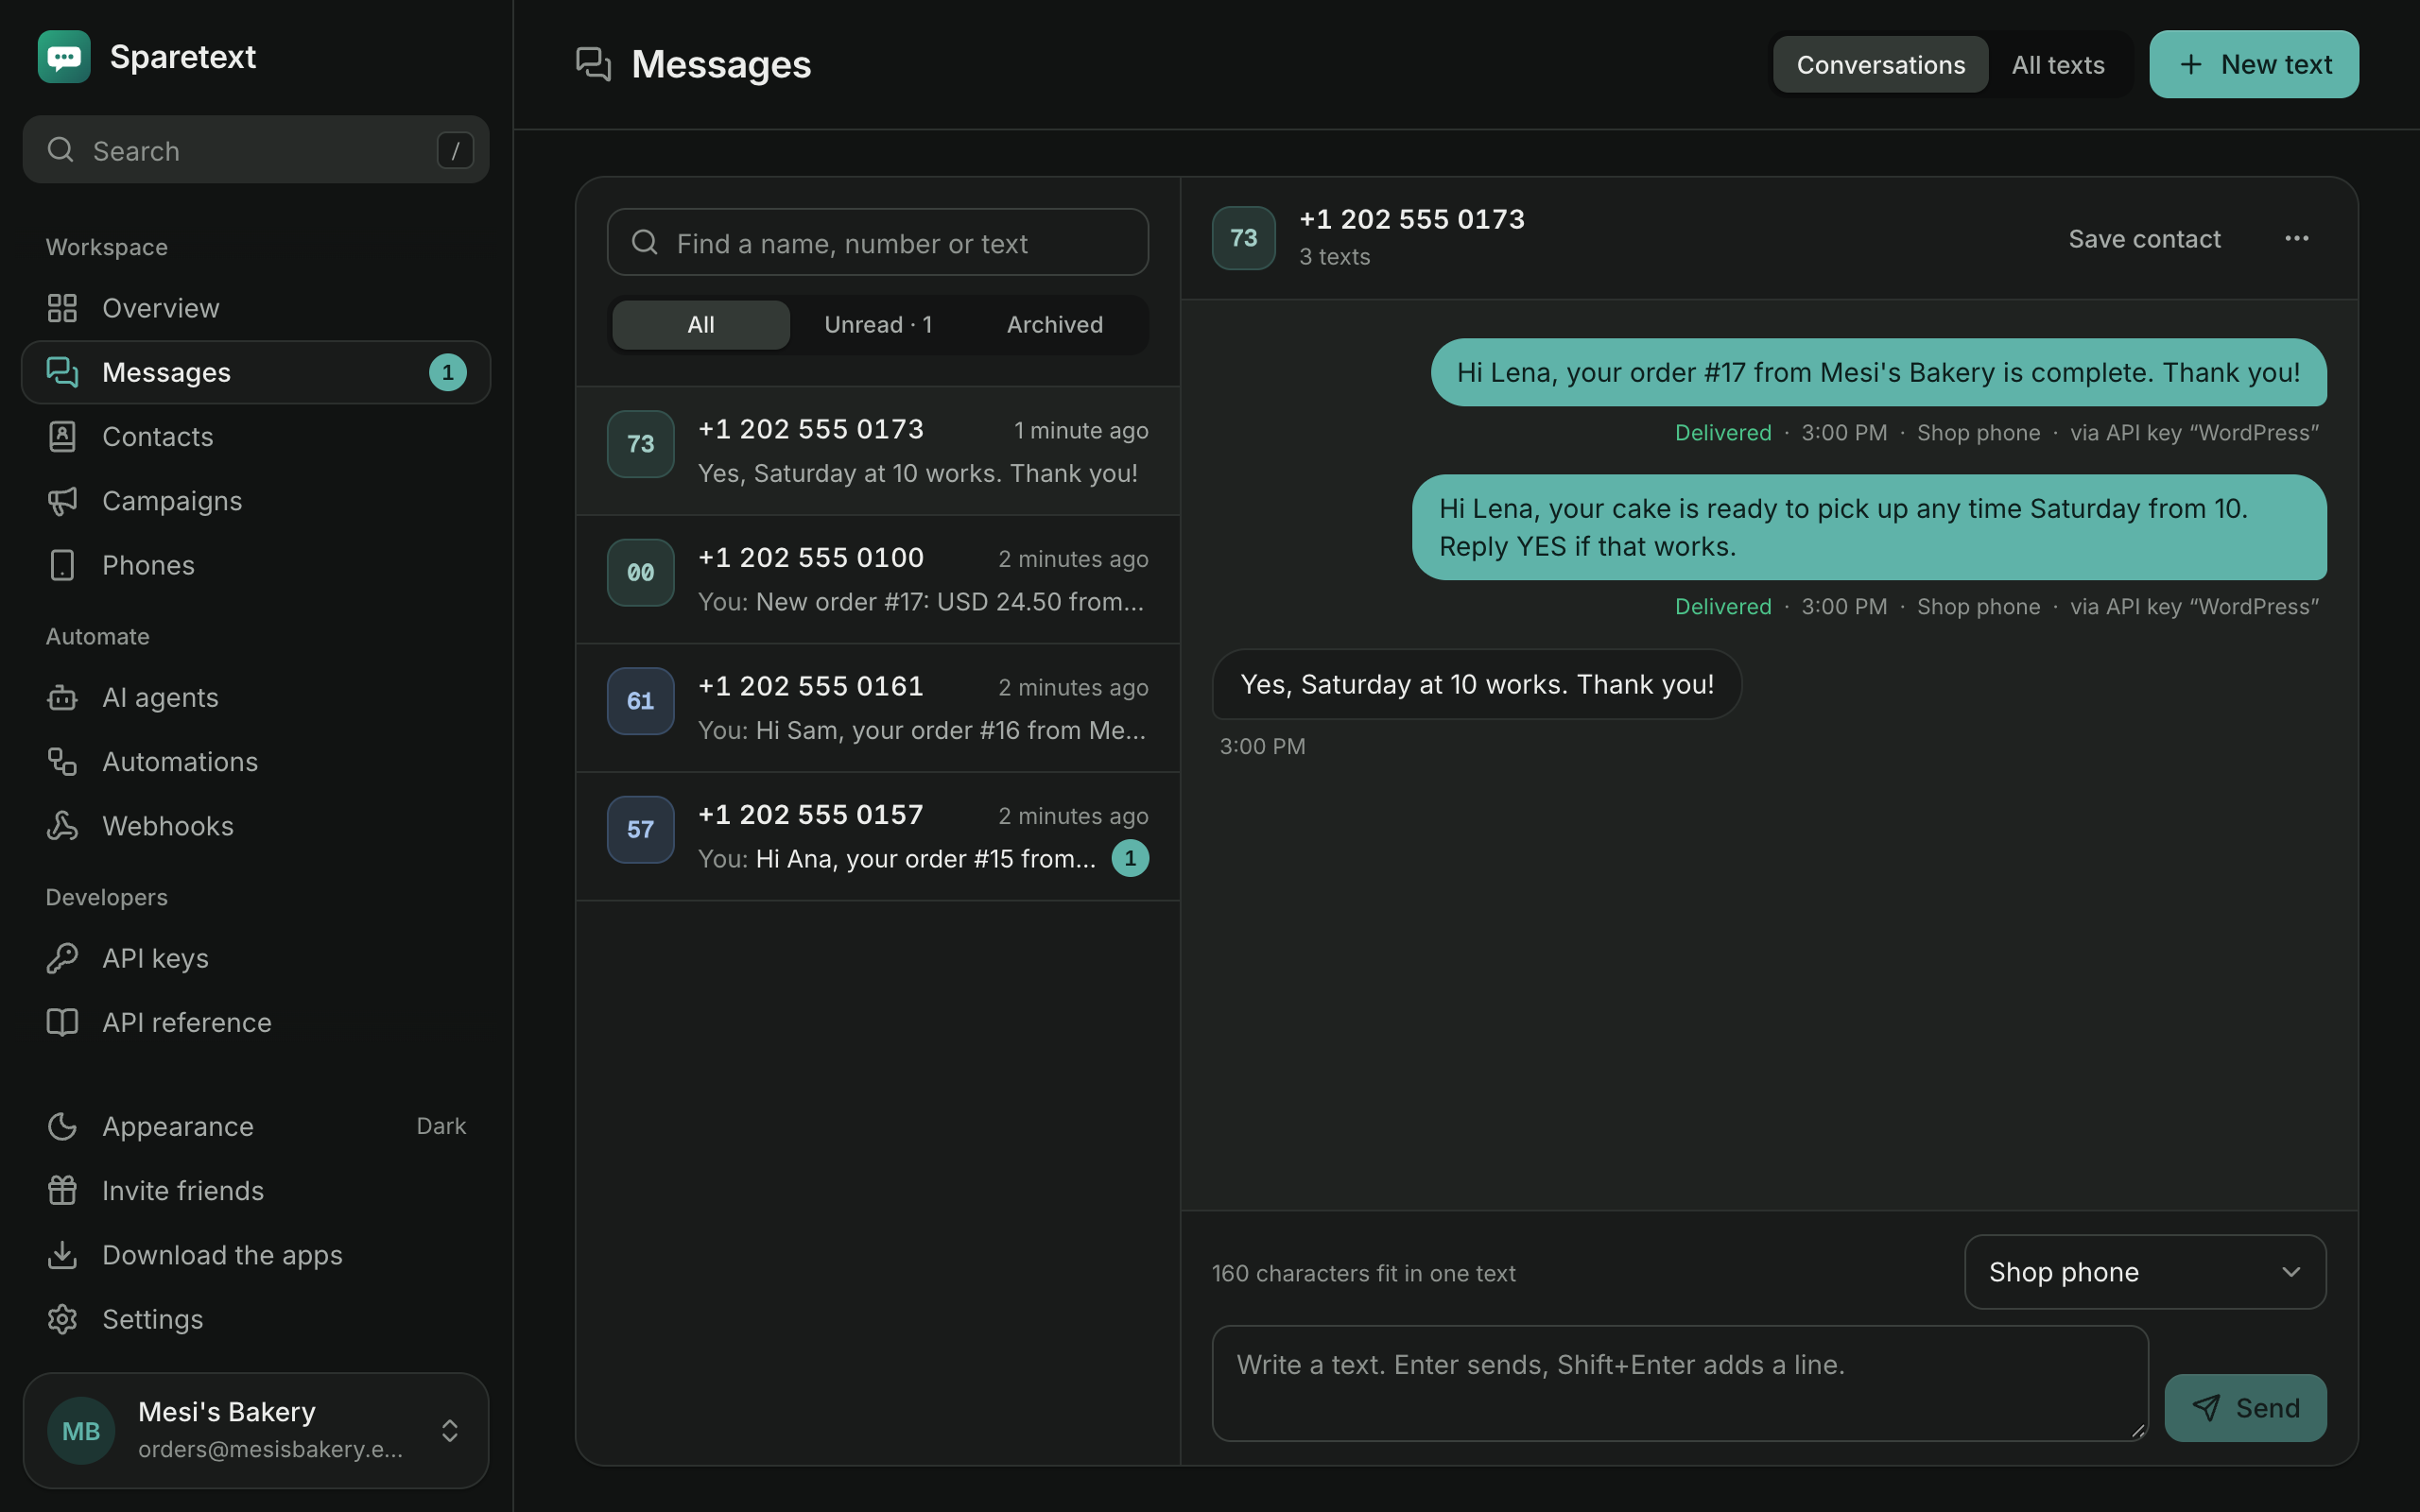 Sparetext
Search /
Workspace
Overview
Messages 1
Contacts
Campaigns
Phones
Automate
AI agents
Automations
Webhooks
Developers
API keys
API reference
Appearance Dark
Invite friends
Download the apps
Settings
MB
Mesi's Bakery
orders@mesisbakery.e...
Messages
Conversations
All texts
New text
Find a name, number or text
All
Unread · 1
Archived
73
+1 202 555 0173 1 minute ago
Yes, Saturday at 10 works. Thank you!
00
+1 202 555 0100 2 minutes ago
You: New order #17: USD 24.50 from...
61
+1 202 555 0161 2 minutes ago
You: Hi Sam, your order #16 from Me...
57
+1 202 555 0157 2 minutes ago
You: Hi Ana, your order #15 from... 1
73
+1 202 555 0173
3 texts
Save contact
Hi Lena, your order #17 from Mesi's Bakery is complete. Thank you!
Delivered · 3:00 PM · Shop phone · via API key “WordPress”
Hi Lena, your cake is ready to pick up any time Saturday from 10.
Reply YES if that works.
Delivered · 3:00 PM · Shop phone · via API key “WordPress”
Yes, Saturday at 10 works. Thank you!
3:00 PM
160 characters fit in one text
Shop phone
Write a text. Enter sends, Shift+Enter adds a line.
Send